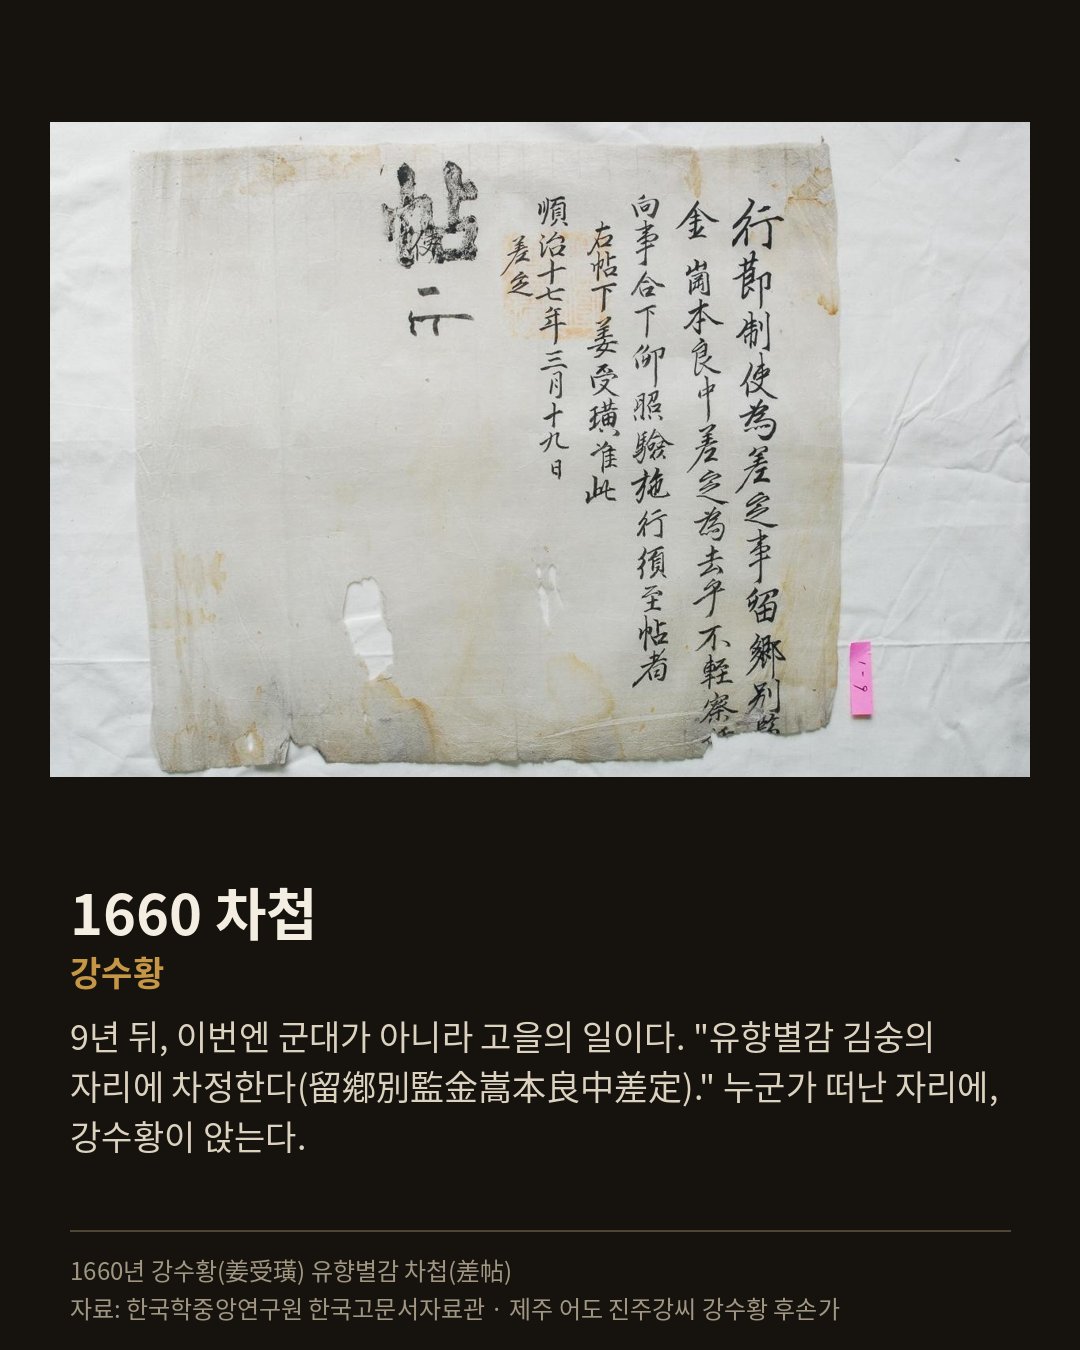 行節制使為差定事留鄉別監
金嵩本良中差定為去乎不輕察
向事合下仰照驗施行須至帖者
右帖下姜受璜准此
順治十七年三月十九日
差定
帖
使
1-9
1660 차첩
강수황
9년 뒤, 이번엔 군대가 아니라 고을의 일이다. "유향별감 김숭의
자리에 차정한다(留鄕別監金嵩本良中差定)." 누군가 떠난 자리에,
강수황이 앉는다.
1660년 강수황(姜受璜) 유향별감 차첩(差帖)
자료: 한국학중앙연구원 한국고문서자료관 · 제주 어도 진주강씨 강수황 후손가